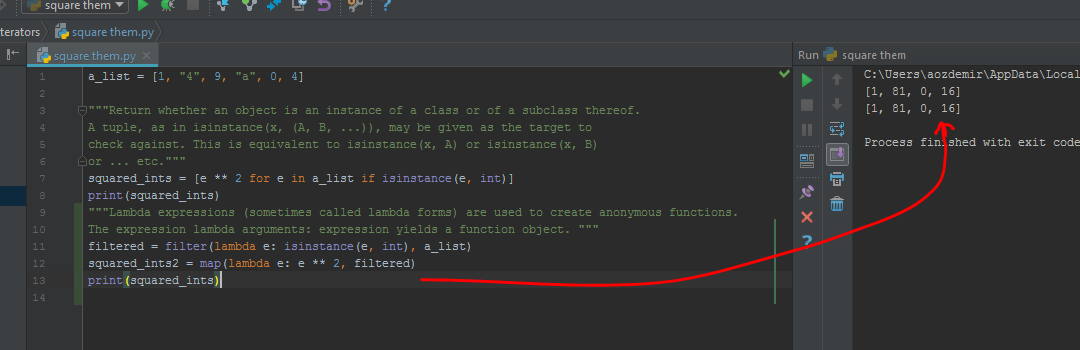 square them
terators
square them.py
square them.py
1 a_list = [1, "4", 9, "a", 0, 4]
2
3 """Return whether an object is an instance of a class or of a subclass thereof.
4 A tuple, as in isinstance(x, (A, B, ...)), may be given as the target to
5 check against. This is equivalent to isinstance(x, A) or isinstance(x, B)
6 or ... etc."""
7 squared_ints = [e ** 2 for e in a_list if isinstance(e, int)]
8 print(squared_ints)
9 """Lambda expressions (sometimes called lambda forms) are used to create anonymous functions.
10 The expression lambda arguments: expression yields a function object. """
11 filtered = filter(lambda e: isinstance(e, int), a_list)
12 squared_ints2 = map(lambda e: e ** 2, filtered)
13 print(squared_ints)
14
Run square them
C:\Users\aozdemir\AppData\Local
[1, 81, 0, 16]
[1, 81, 0, 16]
Process finished with exit code